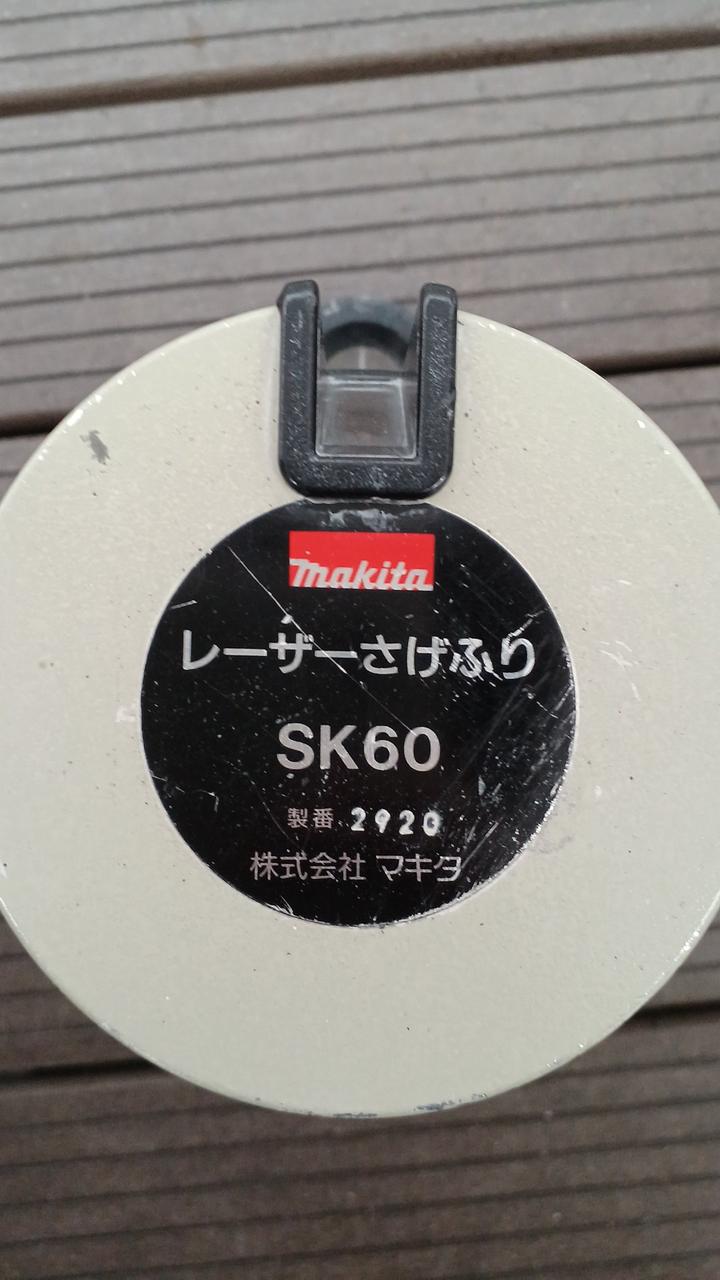 makita
レーザーさげふり
SK60
製番 2920
株式会社 マキタ